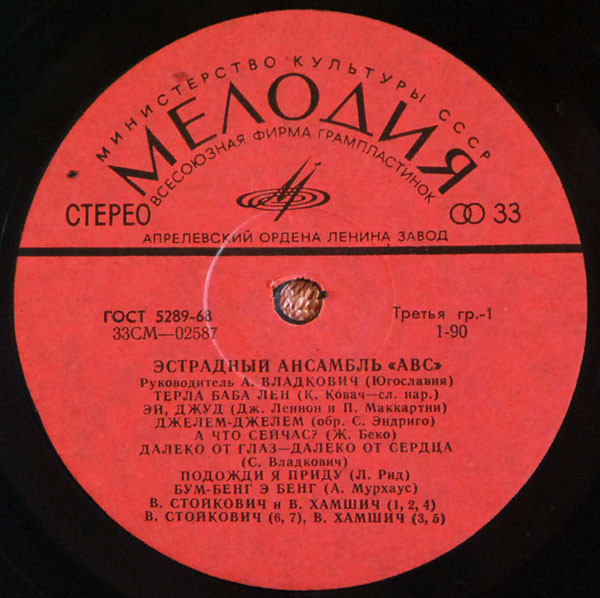 МИНИСТЕРСТВО КУЛЬТУРЫ СССР
МЕЛОДИЯ
ВСЕСОЮЗНАЯ ФИРМА ГРАМПЛАСТИНОК
СТЕРЕО
33
АПРЕЛЕВСКИЙ ОРДЕНА ЛЕНИНА ЗАВОД
ГОСТ 5289-68
Третья гр.-1
33СМ—02587
1-90
ЭСТРАДНЫЙ АНСАМБЛЬ «АВС»
Руководитель А. ВЛАДКОВИЧ (Югославия)
ТЕРЛА БАБА ЛЕН (К. Ковач—сл. нар.)
ЭЙ, ДЖУД (Дж. Леннон и П. Маккартни)
ДЖЕЛЕМ-ДЖЕЛЕМ (обр. С. Эндриго)
А ЧТО СЕЙЧАС? (Ж. Беко)
ДАЛЕКО ОТ ГЛАЗ—ДАЛЕКО ОТ СЕРДЦА
(С. Владкович)
ПОДОЖДИ Я ПРИДУ (Л. Рид)
БУМ-БЕНГ Э БЕНГ (А. Мурхаус)
В. СТОЙКОВИЧ и В. ХАМШИЧ (1, 2, 4)
В. СТОЙКОВИЧ (6, 7), В. ХАМШИЧ (3, 5)